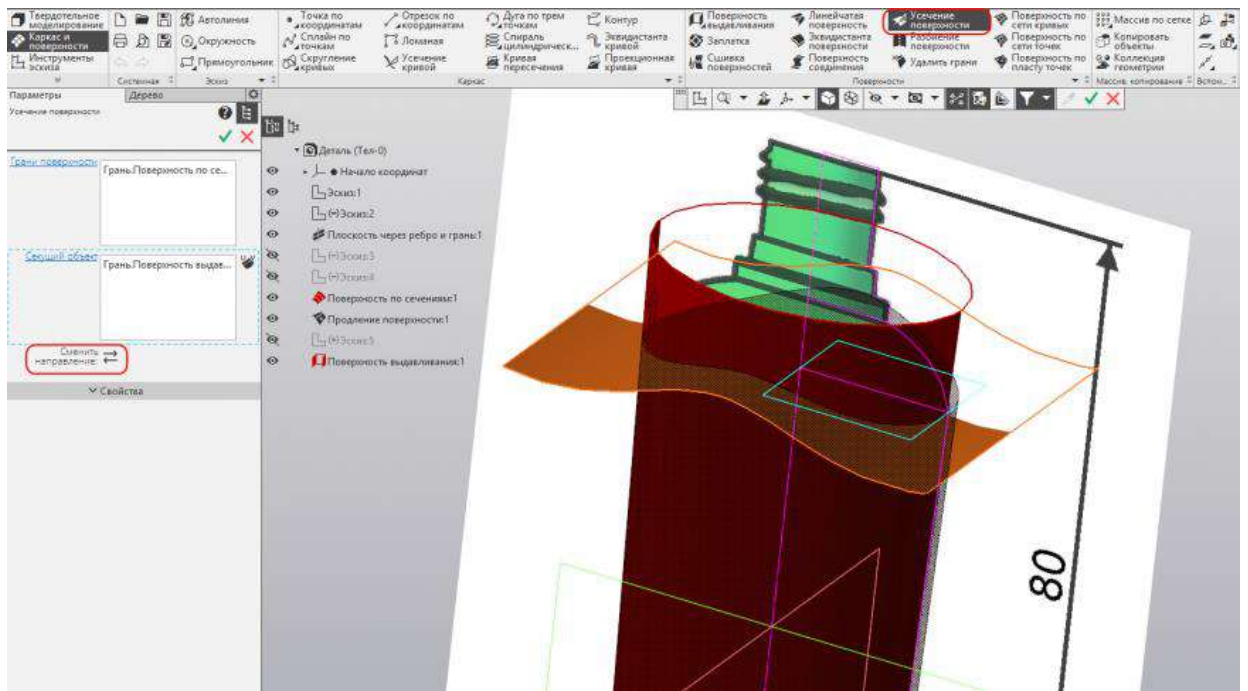 Твердотельное моделирование
Каркас и поверхности
Инструменты эскиза
Системная
Автолиния
Окружность
Прямоугольник
Эскиз
Точка по координатам
Сплайн по точкам
Скругление кривых
Отрезок по координатам
Ломаная
Усечение кривой
Дуга по трем точкам
Спираль цилиндрическ...
Кривая пересечения
Контур
Эквидистанта кривой
Проекционная кривая
Каркас
Поверхность выдавливания
Заплатка
Сшивка поверхностей
Линейчатая поверхность
Эквидистанта поверхности
Поверхность соединения
Усечение поверхности
Разбиение поверхности
Удалить грани
Поверхность по сети кривых
Поверхность по сети точек
Поверхность по пласту точек
Поверхности
Массив по сетке
Копировать объекты
Коллекция геометрии
Массив, копирование
Вспом...
Параметры
Дерево
Усечение поверхности
Грани поверхности
Грань.Поверхность по се...
Секущий объект
Грань.Поверхность выдав...
Сменить направление:
Свойства
Деталь (Тел-0)
Начало координат
Эскиз:1
(-)Эскиз:2
Плоскость через ребро и грань:1
(-)Эскиз:3
(-)Эскиз:4
Поверхность по сечениям:1
Продление поверхности:1
Поверхность выдавливания:1
80